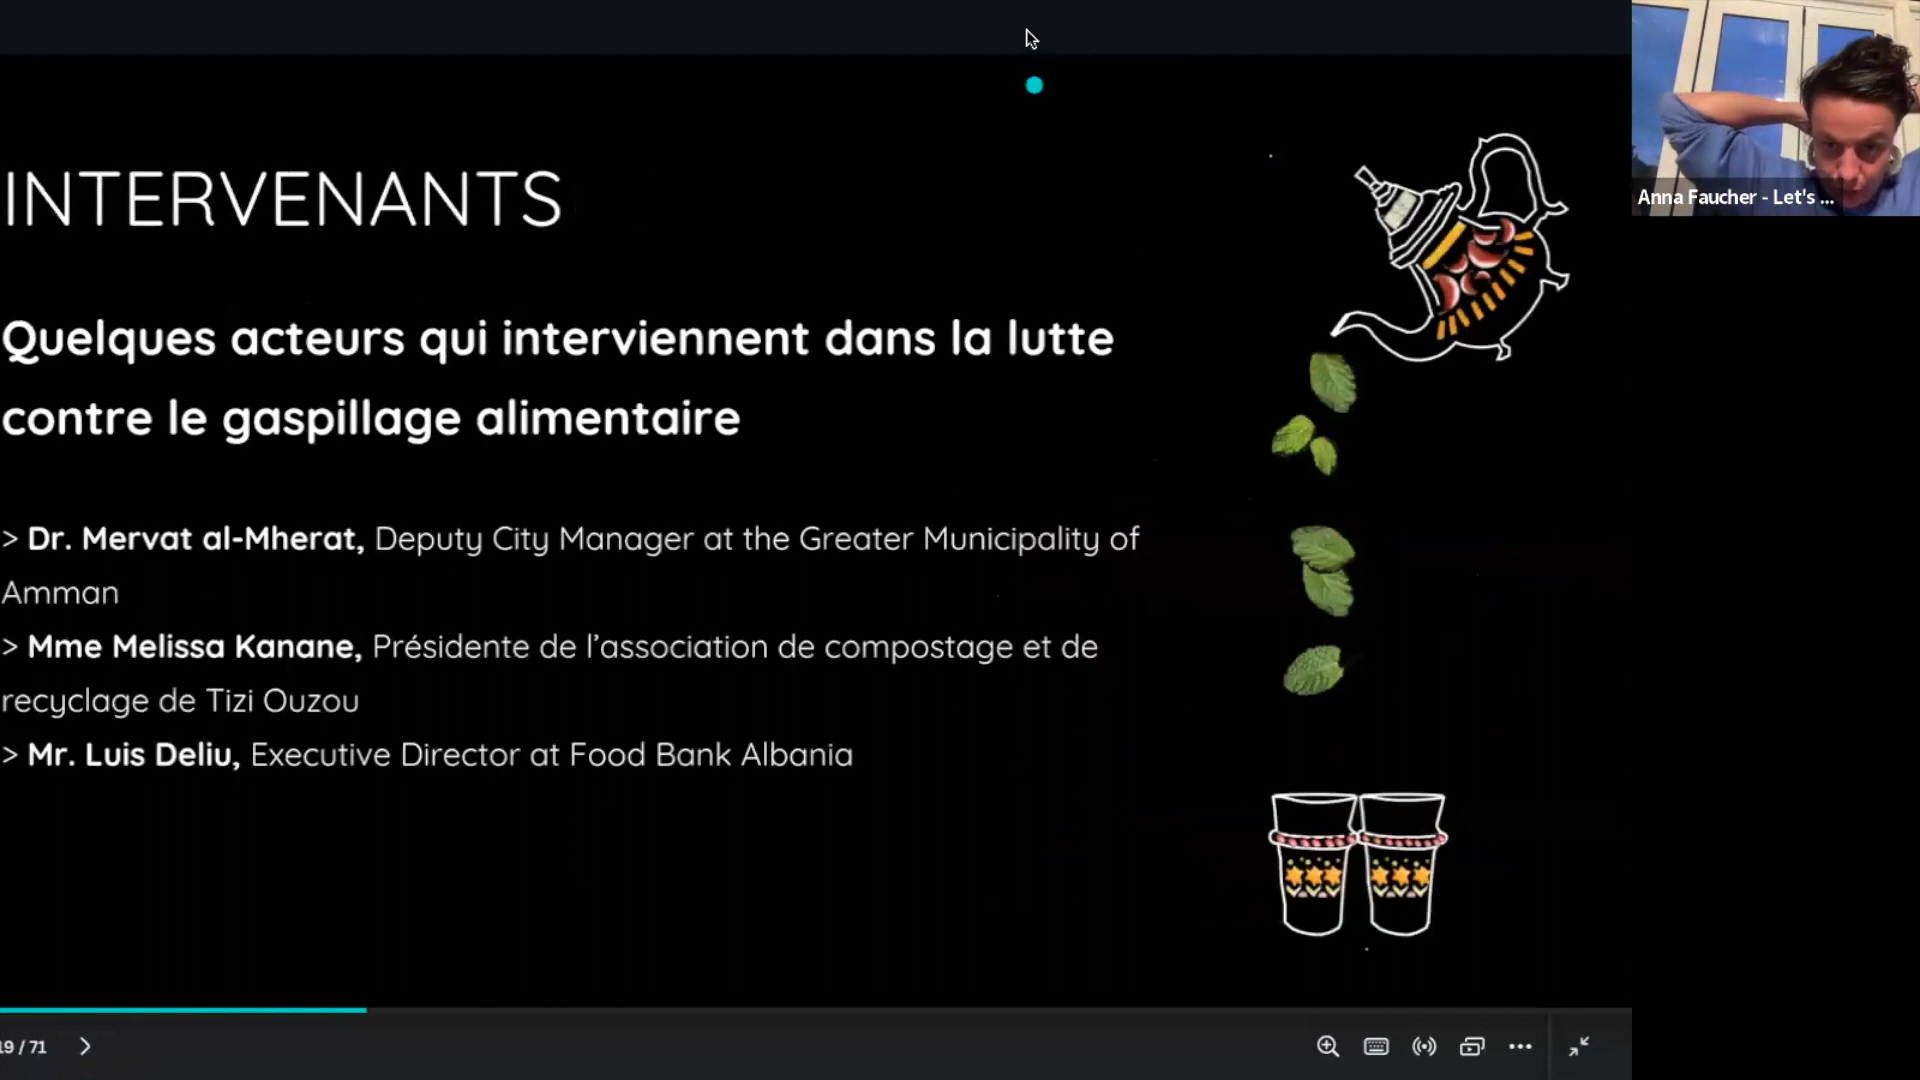 INTERVENANTS
Quelques acteurs qui interviennent dans la lutte
contre le gaspillage alimentaire
> Dr. Mervat al-Mherat, Deputy City Manager at the Greater Municipality of
Amman
> Mme Melissa Kanane, Présidente de l’association de compostage et de
recyclage de Tizi Ouzou
> Mr. Luis Deliu, Executive Director at Food Bank Albania
Anna Faucher - Let's ...
19 / 71